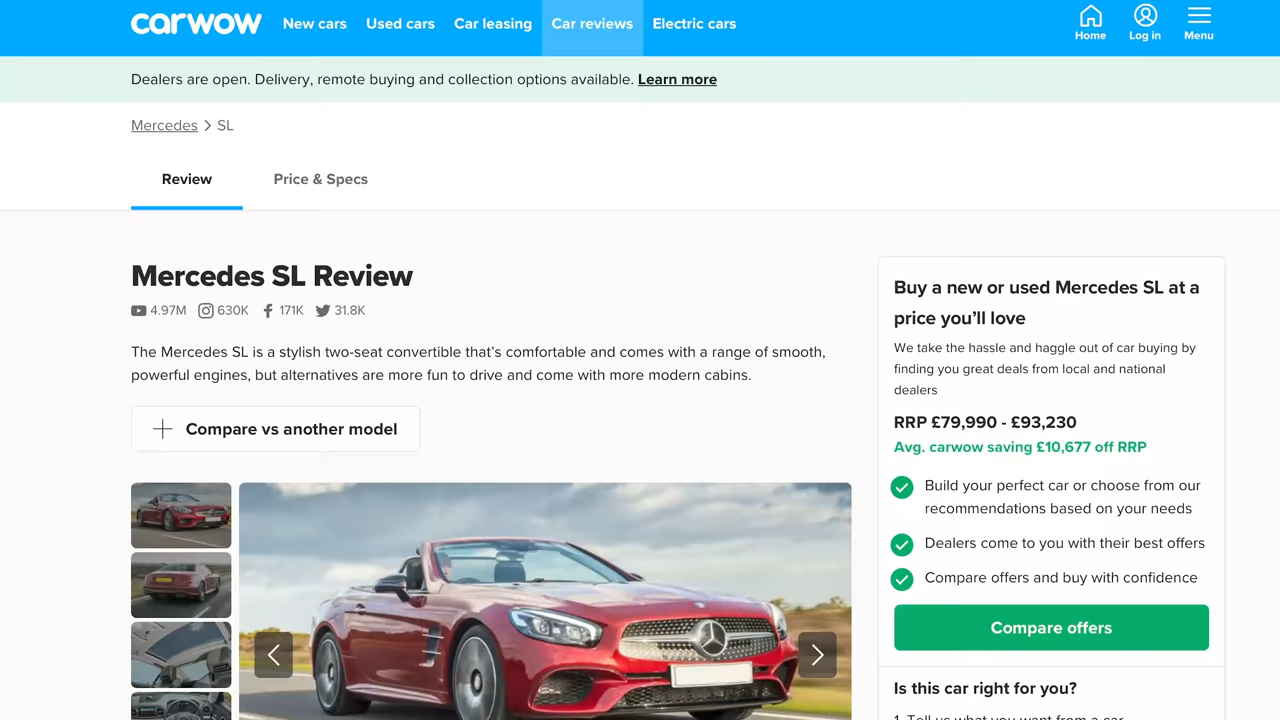 carwow
New cars
Used cars
Car leasing
Car reviews
Electric cars
Home
Log in
Menu
Dealers are open. Delivery, remote buying and collection options available. Learn more
Mercedes > SL
Review
Price & Specs
Mercedes SL Review
4.97M
630K
171K
31.8K
The Mercedes SL is a stylish two-seat convertible that’s comfortable and comes with a range of smooth,
powerful engines, but alternatives are more fun to drive and come with more modern cabins.
Compare vs another model
Buy a new or used Mercedes SL at a
price you’ll love
We take the hassle and haggle out of car buying by
finding you great deals from local and national
dealers
RRP £79,990 - £93,230
Avg. carwow saving £10,677 off RRP
Build your perfect car or choose from our
recommendations based on your needs
Dealers come to you with their best offers
Compare offers and buy with confidence
Compare offers
Is this car right for you?
1. Tell us what you want from a car